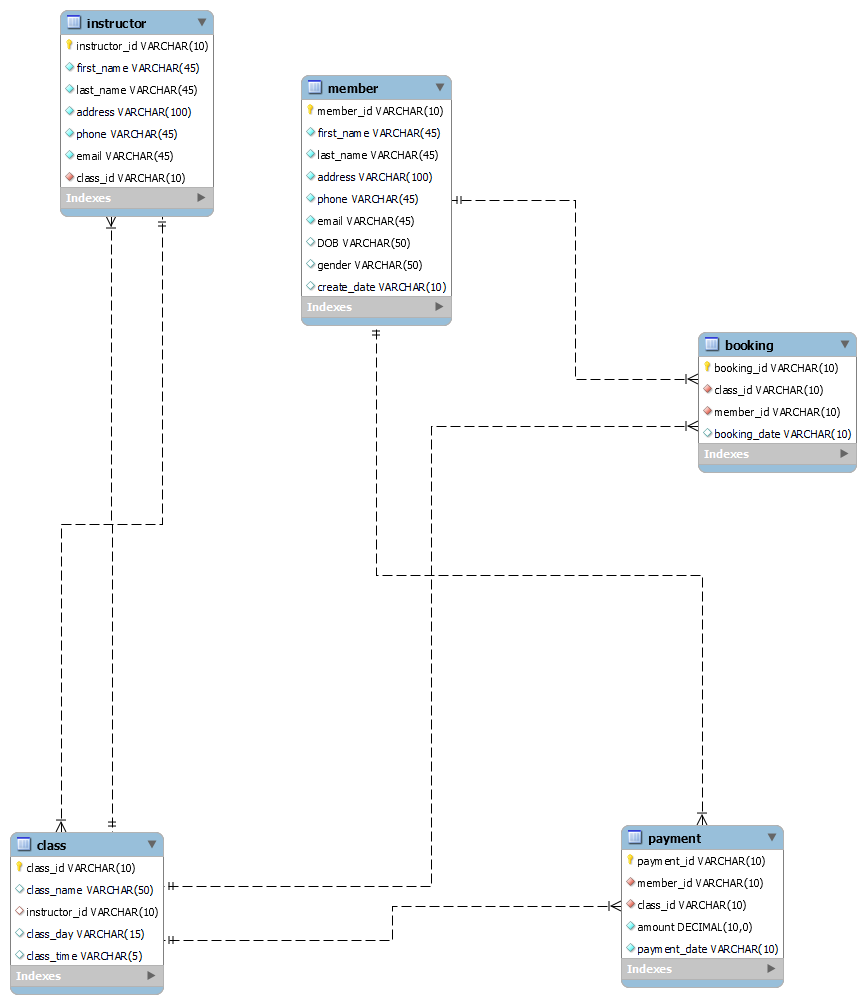 instructor
instructor_id VARCHAR(10)
first_name VARCHAR(45)
last_name VARCHAR(45)
address VARCHAR(100)
phone VARCHAR(45)
email VARCHAR(45)
class_id VARCHAR(10)
Indexes
member
member_id VARCHAR(10)
first_name VARCHAR(45)
last_name VARCHAR(45)
address VARCHAR(100)
phone VARCHAR(45)
email VARCHAR(45)
DOB VARCHAR(50)
gender VARCHAR(50)
create_date VARCHAR(10)
Indexes
booking
booking_id VARCHAR(10)
class_id VARCHAR(10)
member_id VARCHAR(10)
booking_date VARCHAR(10)
Indexes
class
class_id VARCHAR(10)
class_name VARCHAR(50)
instructor_id VARCHAR(10)
class_day VARCHAR(15)
class_time VARCHAR(5)
Indexes
payment
payment_id VARCHAR(10)
member_id VARCHAR(10)
class_id VARCHAR(10)
amount DECIMAL(10,0)
payment_date VARCHAR(10)
Indexes